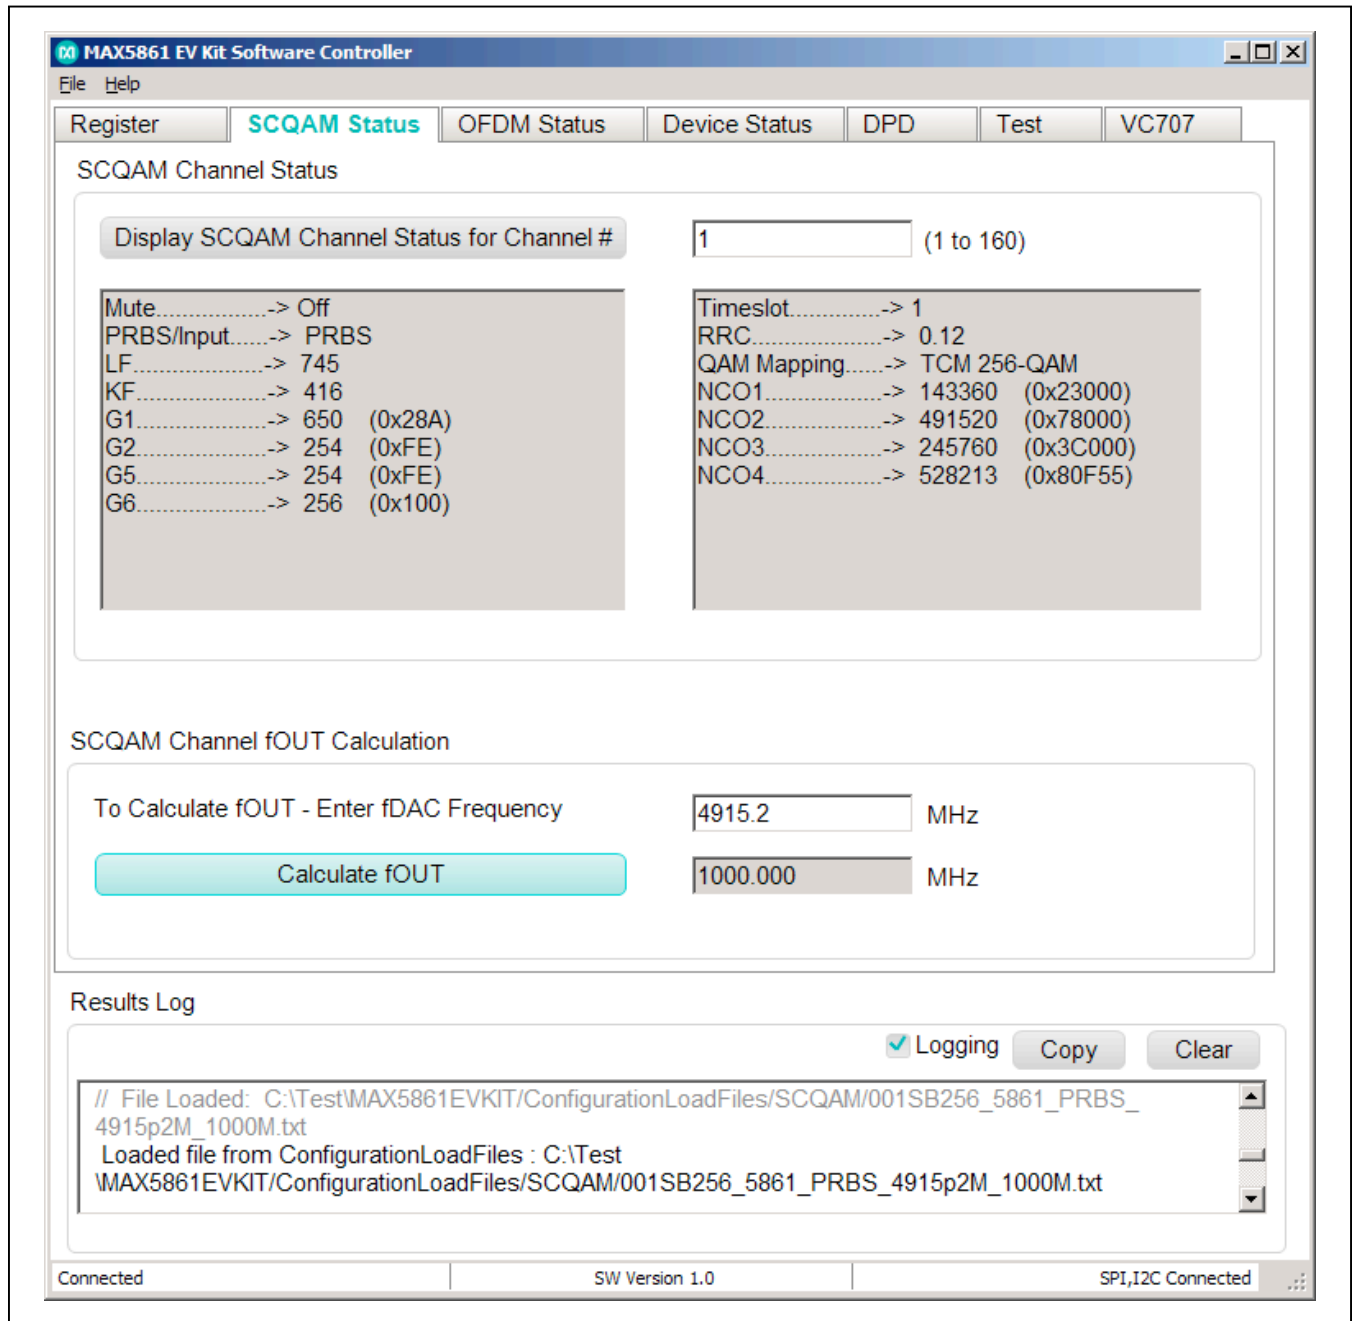 MAX5861 EV Kit Software Controller
File Help
Register SCQAM Status OFDM Status Device Status DPD Test VC707
SCQAM Channel Status
Display SCQAM Channel Status for Channel # 1 (1 to 160)
Mute.................-> Off
PRBS/Input......-> PRBS
LF....................-> 745
KF....................-> 416
G1....................-> 650 (0x28A)
G2....................-> 254 (0xFE)
G5....................-> 254 (0xFE)
G6....................-> 256 (0x100)
Timeslot..............-> 1
RRC....................-> 0.12
QAM Mapping......-> TCM 256-QAM
NCO1..................-> 143360 (0x23000)
NCO2..................-> 491520 (0x78000)
NCO3..................-> 245760 (0x3C000)
NCO4..................-> 528213 (0x80F55)
SCQAM Channel fOUT Calculation
To Calculate fOUT - Enter fDAC Frequency 4915.2 MHz
Calculate fOUT 1000.000 MHz
Results Log
Logging Copy Clear
// File Loaded: C:\Test\MAX5861EVKIT/ConfigurationLoadFiles/SCQAM/001SB256_5861_PRBS_
4915p2M_1000M.txt
Loaded file from ConfigurationLoadFiles : C:\Test
\MAX5861EVKIT/ConfigurationLoadFiles/SCQAM/001SB256_5861_PRBS_4915p2M_1000M.txt
Connected SW Version 1.0 SPI,I2C Connected